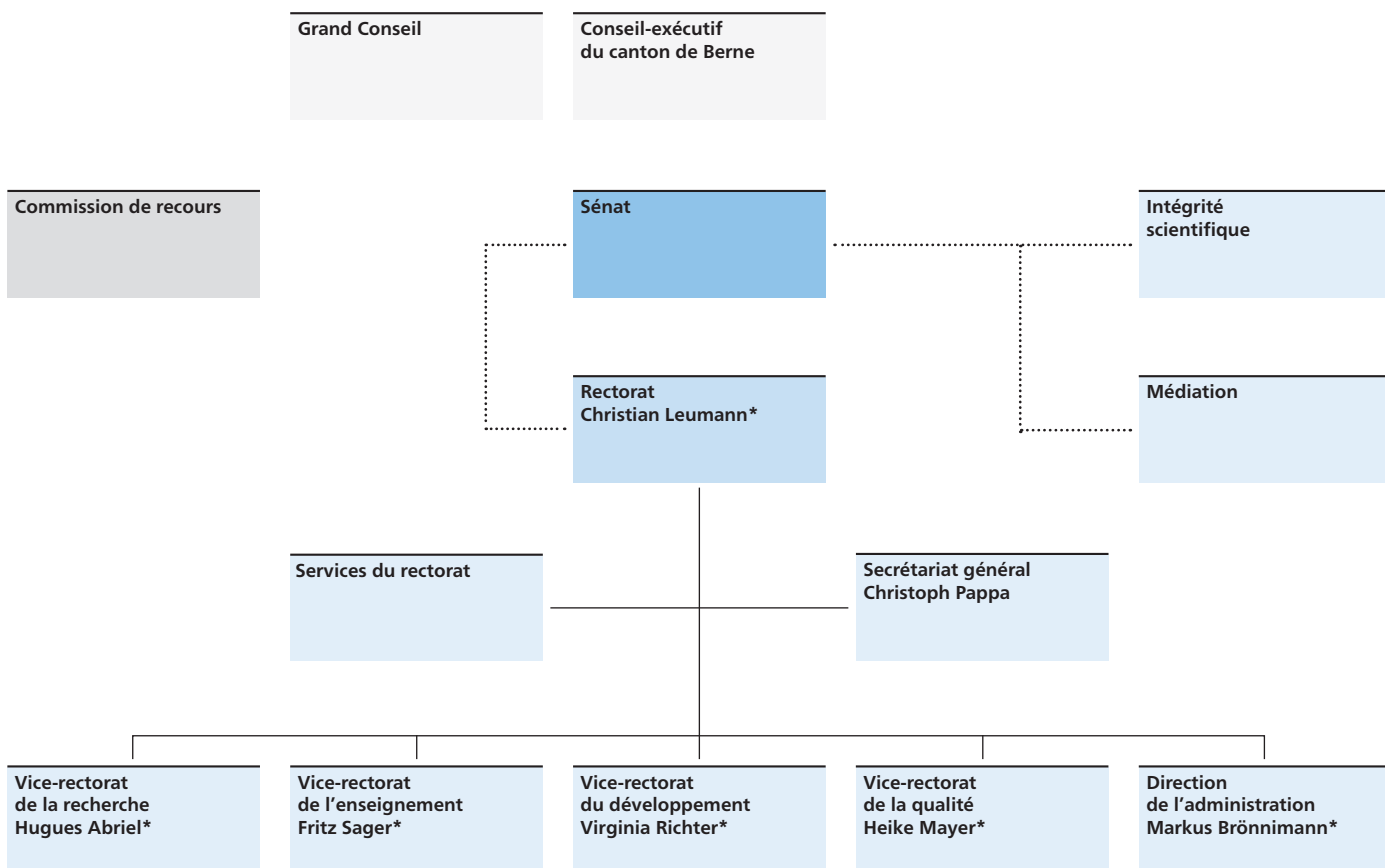 Grand Conseil
Conseil-exécutif
du canton de Berne
Commission de recours
Sénat
Intégrité
scientifique
Rectorat
Christian Leumann*
Médiation
Services du rectorat
Secrétariat général
Christoph Pappa
Vice-rectorat
de la recherche
Hugues Abriel*
Vice-rectorat
de l’enseignement
Fritz Sager*
Vice-rectorat
du développement
Virginia Richter*
Vice-rectorat
de la qualité
Heike Mayer*
Direction
de l’administration
Markus Brönnimann*